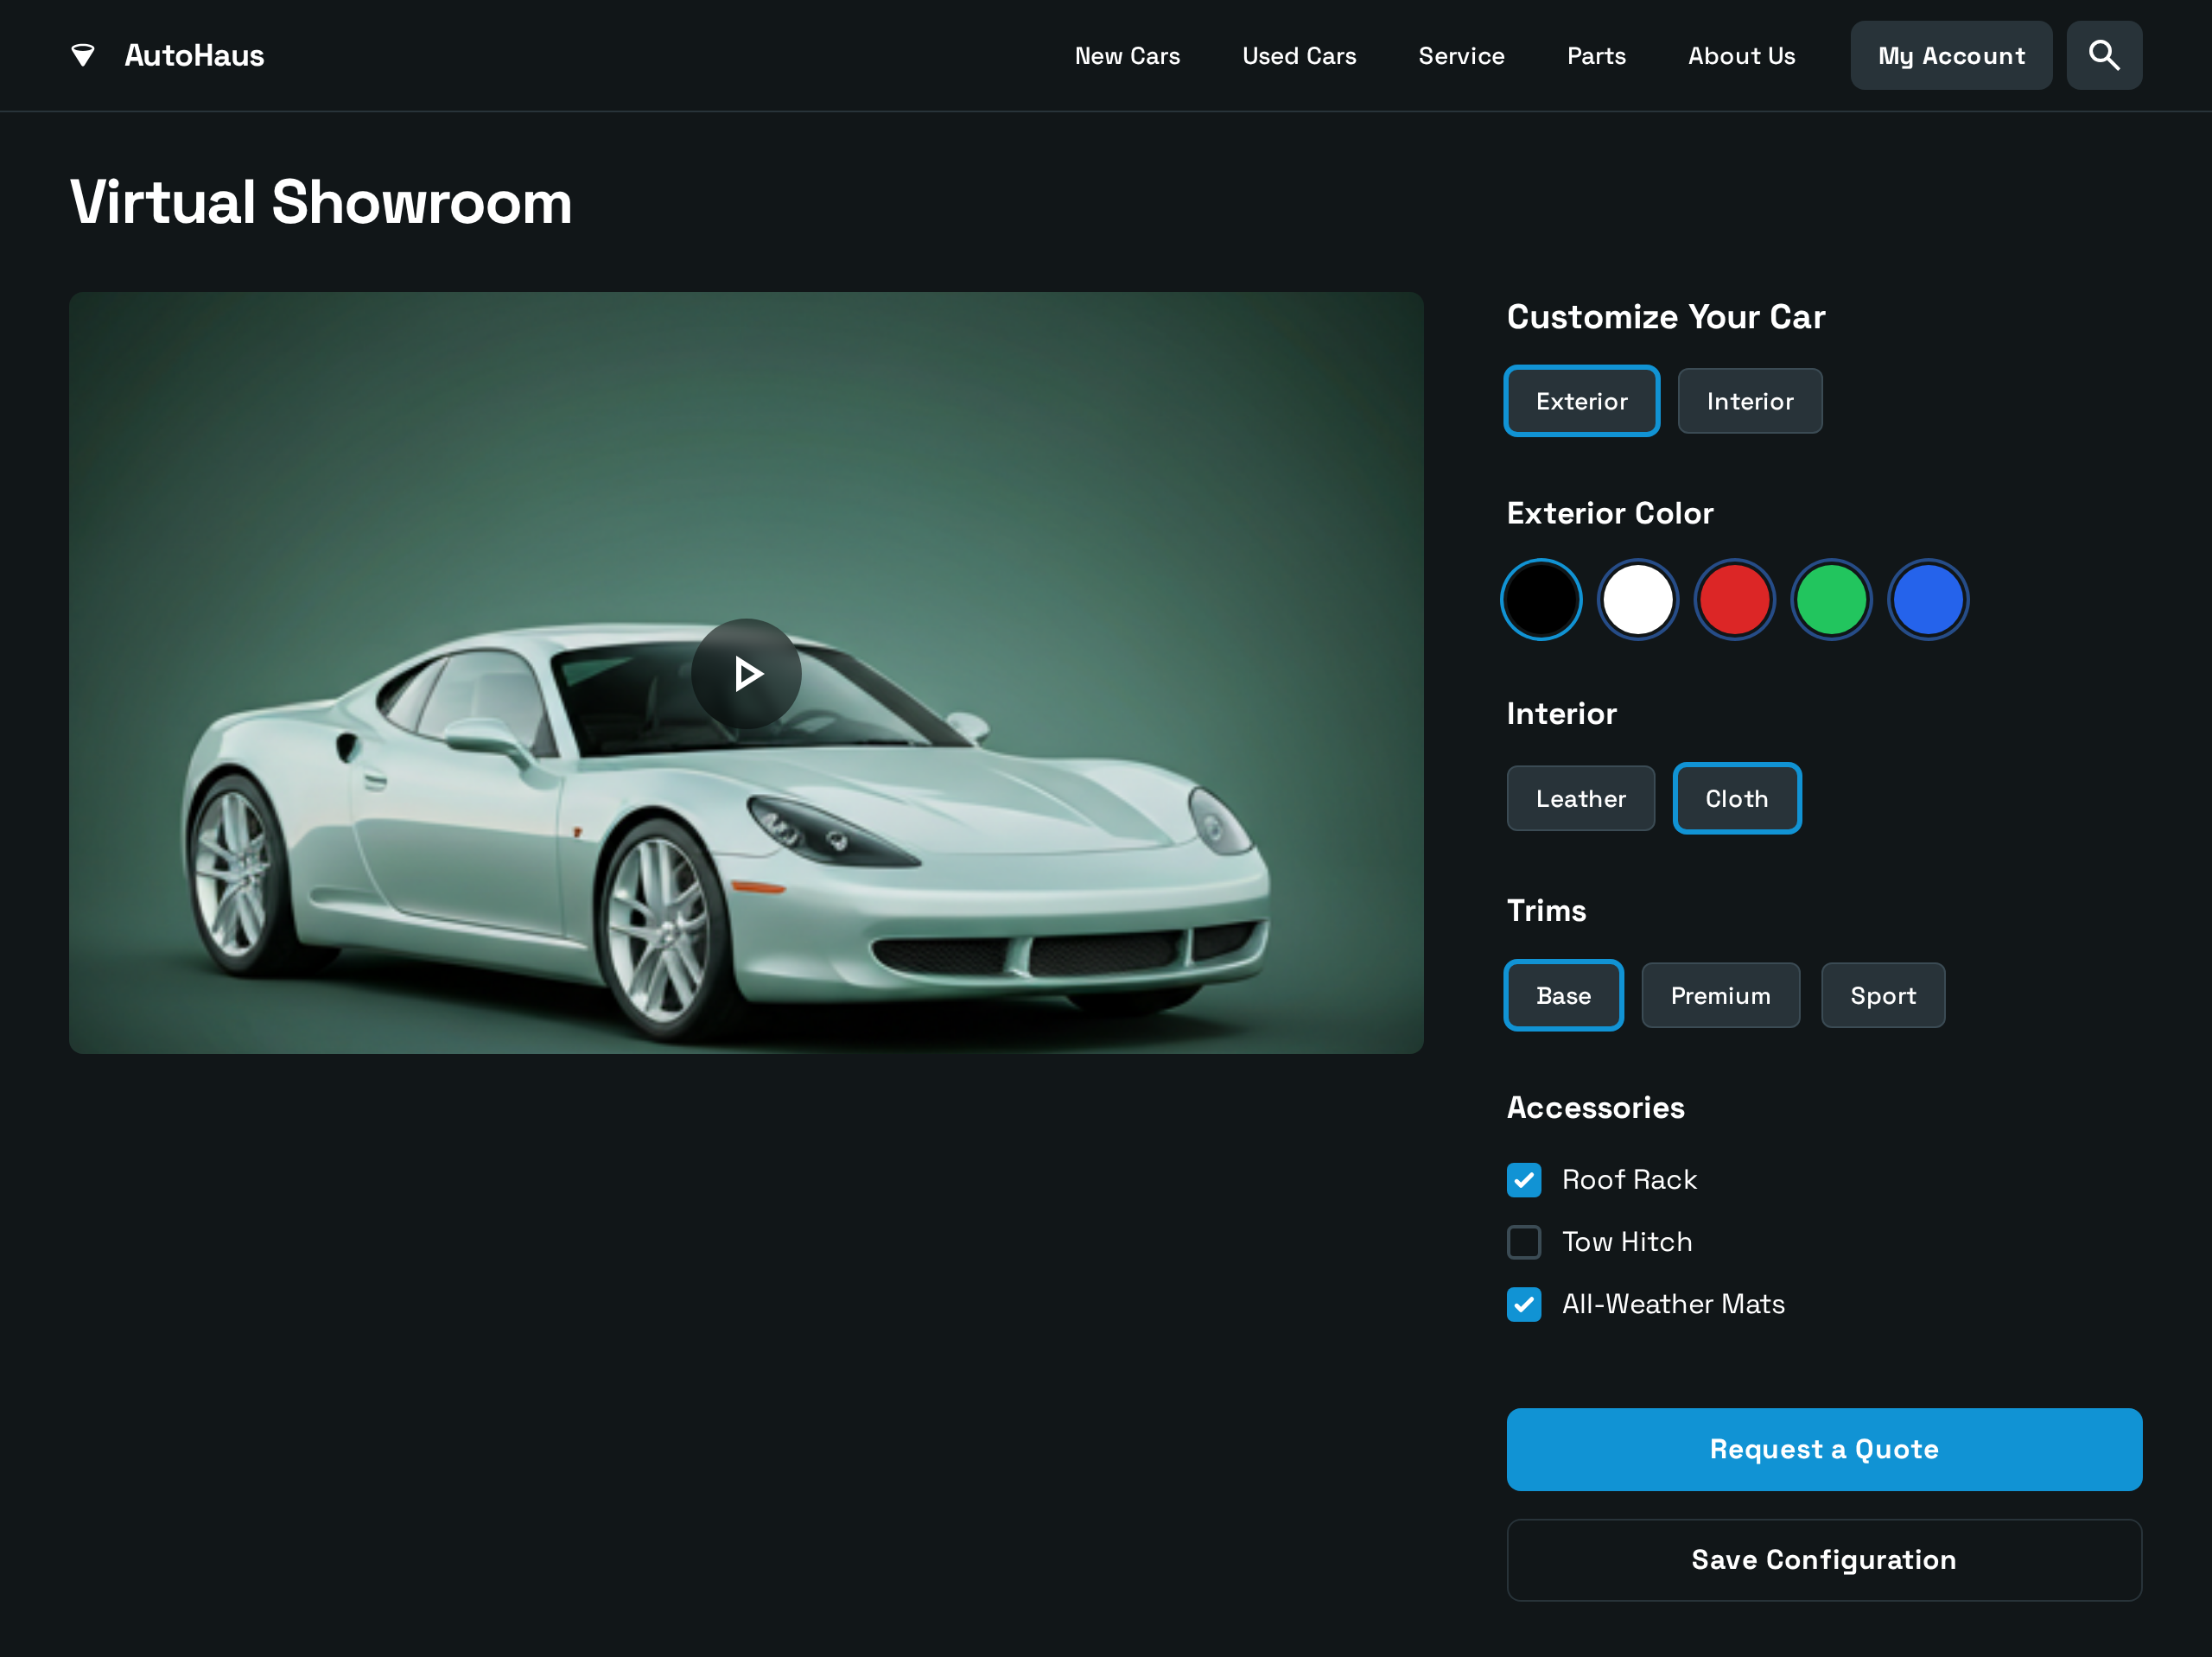 AutoHaus
New Cars
Used Cars
Service
Parts
About Us
My Account
Virtual Showroom
Customize Your Car
Exterior
Interior
Exterior Color
Interior
Leather
Cloth
Trims
Base
Premium
Sport
Accessories
Roof Rack
Tow Hitch
All-Weather Mats
Request a Quote
Save Configuration